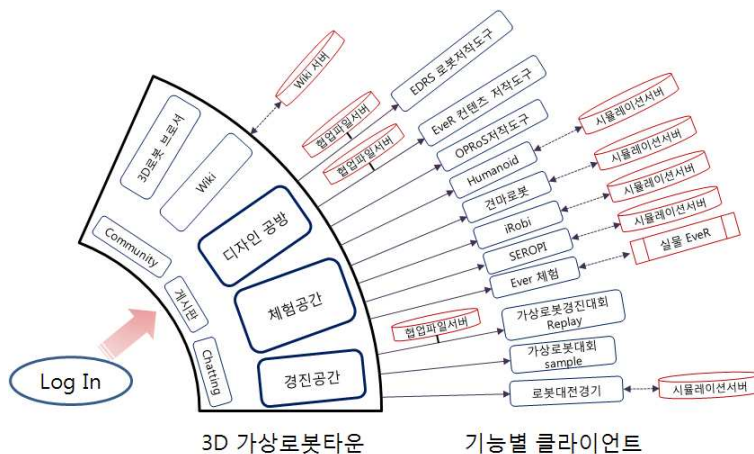 Wiki 서버
EDRS 로봇저작도구
협업파일서버
EveR 컨텐츠 저작도구
협업파일서버
OPRoS저작도구
시뮬레이션서버
Humanoid
시뮬레이션서버
견마로봇
시뮬레이션서버
iRobi
시뮬레이션서버
SEROPI
실물 EveR
Ever 체험
3D로봇 브로셔
Wiki
디자인 공방
Community
게시판
체험공간
Chatting
경진공간
협업파일서버
가상로봇경진대회
Replay
가상로봇대회
sample
로봇대전경기
시뮬레이션서버
Log In
3D 가상로봇타운
기능별 클라이언트